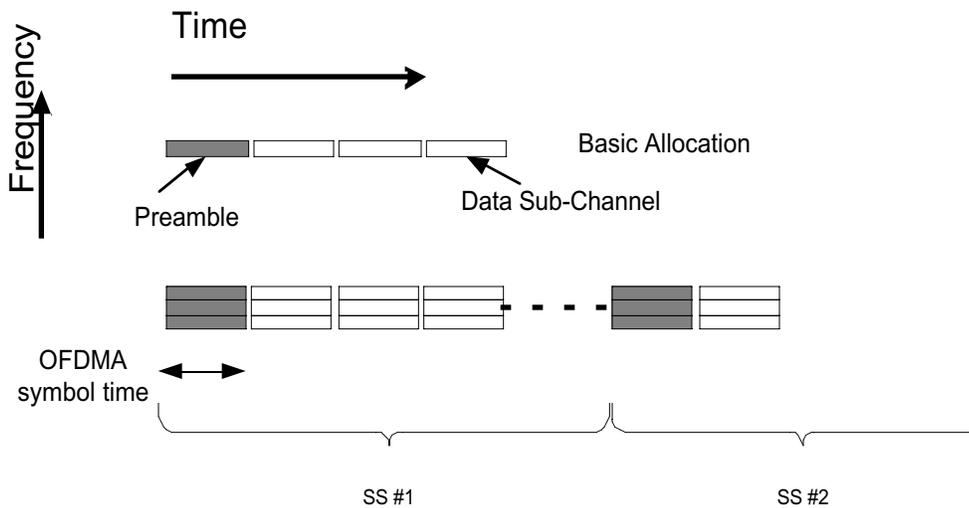 Time
Frequency
Basic Allocation
Preamble
Data Sub-Channel
OFDMA
symbol time
SS #1
SS #2